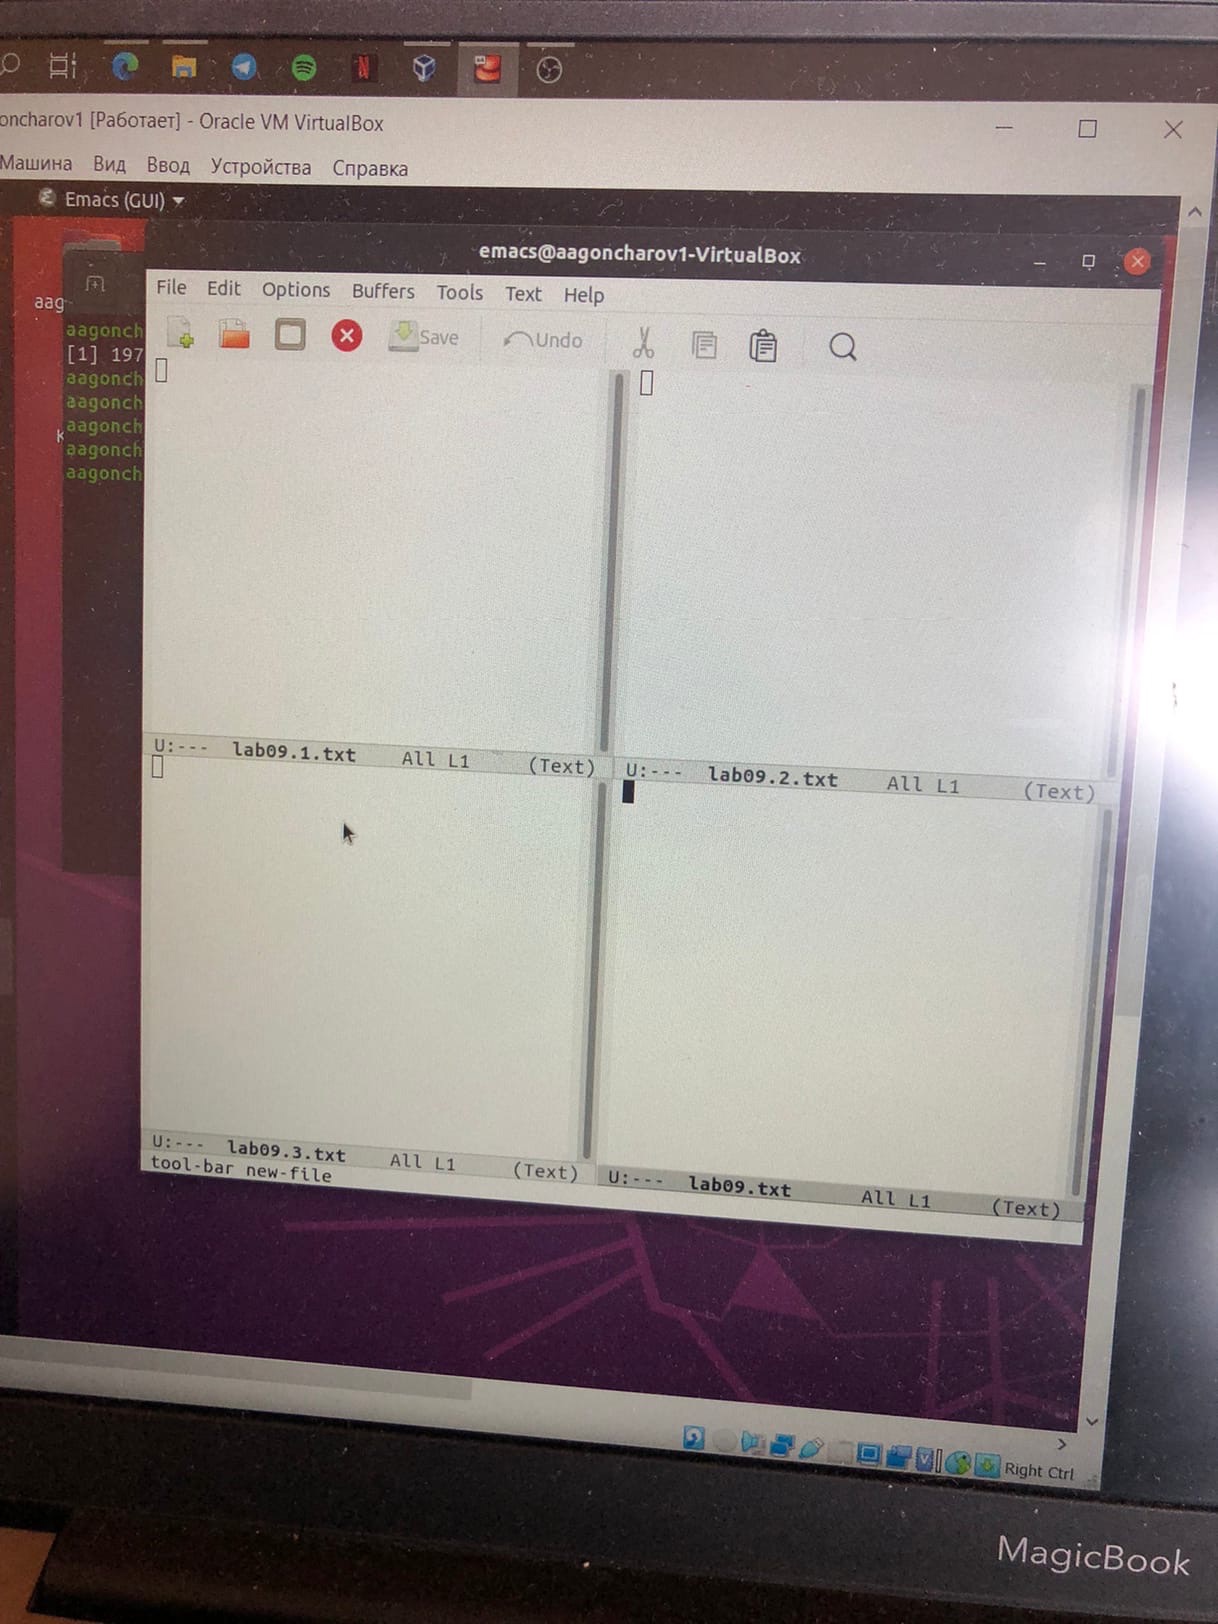 oncharov1 [Работает] - Oracle VM VirtualBox
Машина Вид Ввод Устройства Справка
Emacs (GUI)
emacs@aagoncharov1-VirtualBox
File Edit Options Buffers Tools Text Help
Save Undo
aag
aagonch
[1] 197
aagonch
aagonch
aagonch
aagonch
aagonch
U:--- lab09.1.txt All L1 (Text)
U:--- lab09.2.txt All L1 (Text)
U:--- lab09.3.txt All L1 (Text)
U:--- lab09.txt All L1 (Text)
tool-bar new-file
Right Ctrl
MagicBook